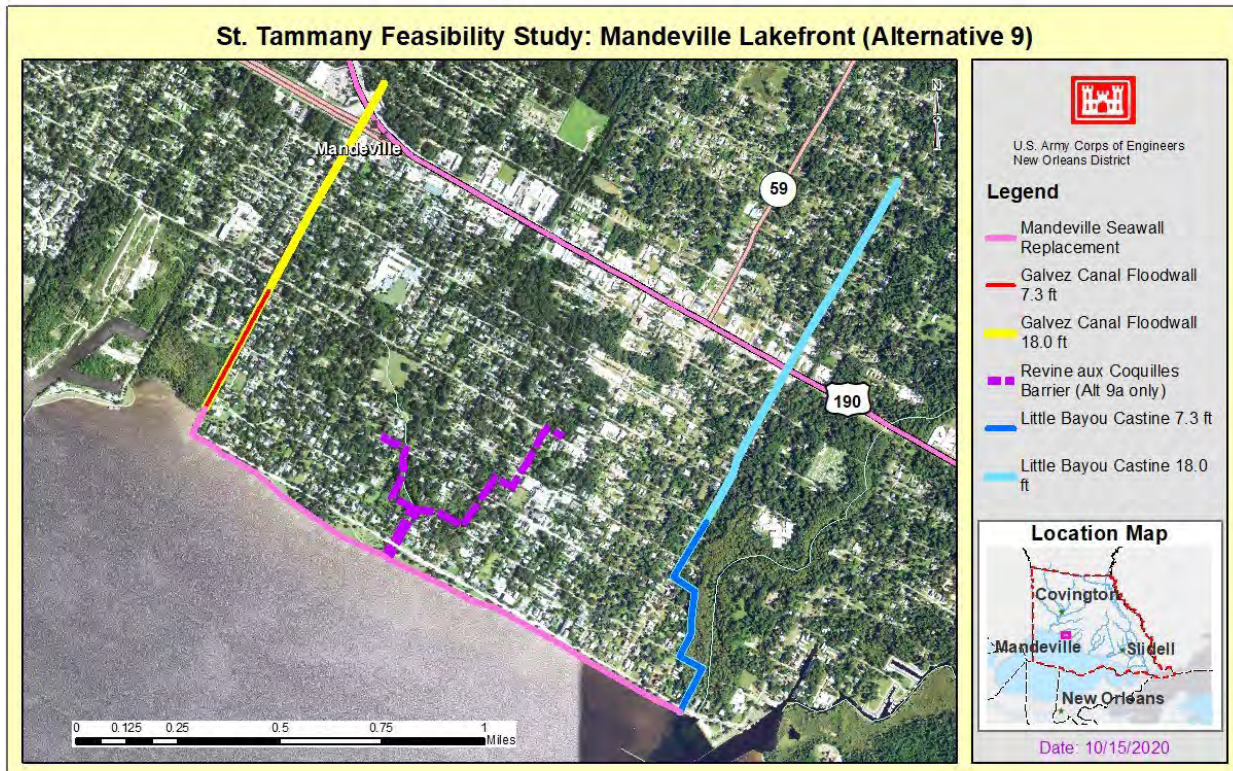 St. Tammany Feasibility Study: Mandeville Lakefront (Alternative 9)
N
Mandeville
59
190
0 0.125 0.25 0.5 0.75 1
Miles
U.S. Army Corps of Engineers
New Orleans District
Legend
Mandeville Seawall
Replacement
Galvez Canal Floodwall
7.3 ft
Galvez Canal Floodwall
18.0 ft
Revine aux Coquilles
Barrier (Alt 9a only)
Little Bayou Castine 7.3 ft
Little Bayou Castine 18.0
ft
Location Map
Covington
Mandeville
Slidell
New Orleans
Date: 10/15/2020